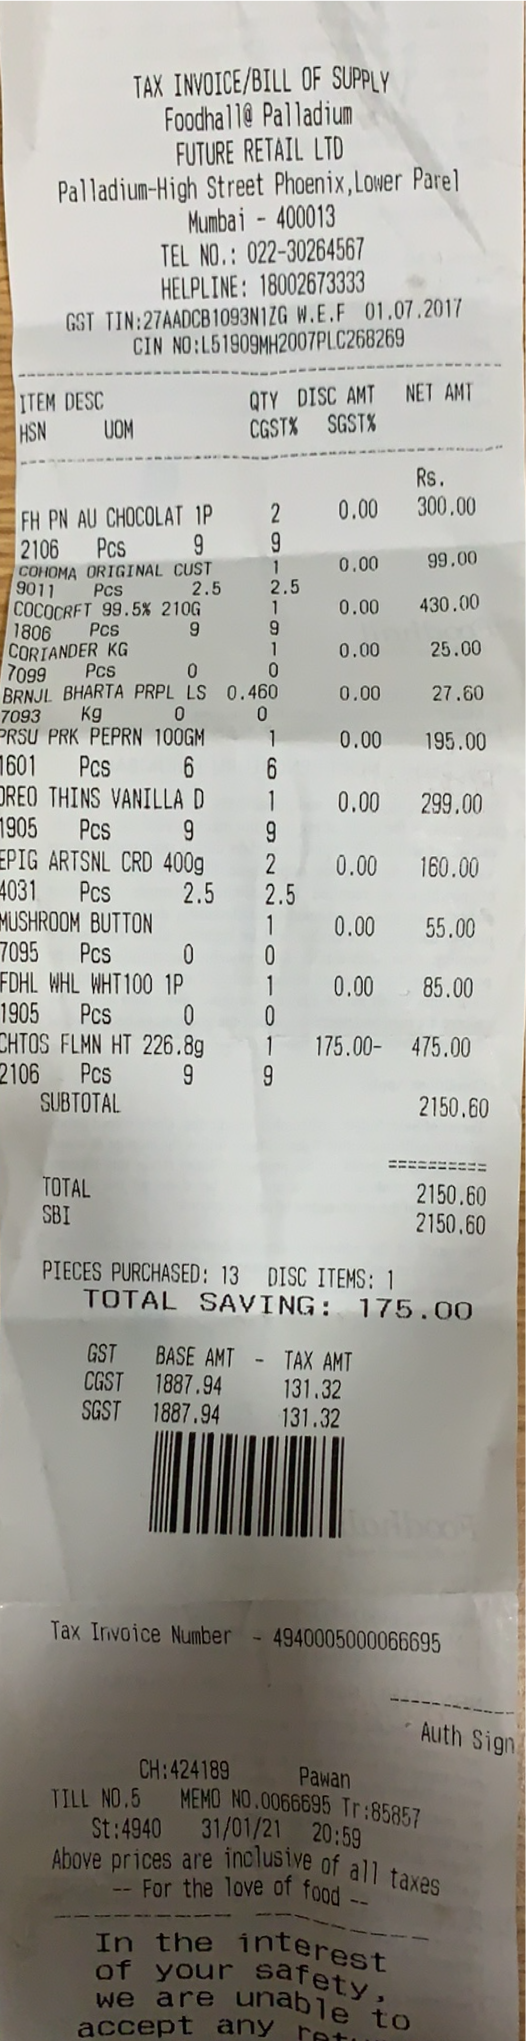 TAX INVOICE/BILL OF SUPPLY
Foodhall@ Palladium
FUTURE RETAIL LTD
Palladium-High Street Phoenix,Lower Parel
Mumbai - 400013
TEL NO.: 022-30264567
HELPLINE: 18002673333
GST TIN:27AADCB1093N1ZG W.E.F 01.07.2017
CIN NO:L51909MH2007PLC268269
ITEM DESC QTY DISC AMT NET AMT
HSN UOM CGST% SGST%
Rs.
FH PN AU CHOCOLAT 1P 2 0.00 300.00
2106 Pcs 9 9
COHOMA ORIGINAL CUST 1 0.00 99.00
9011 Pcs 2.5 2.5
COCOCRFT 99.5% 210G 1 0.00 430.00
1806 Pcs 9 9
CORIANDER KG 1 0.00 25.00
7099 Pcs 0 0
BRNJL BHARTA PRPL LS 0.460 0.00 27.60
7093 Kg 0 0
PRSU PRK PEPRN 100GM 1 0.00 195.00
1601 Pcs 6 6
OREO THINS VANILLA D 1 0.00 299.00
1905 Pcs 9 9
EPIG ARTSNL CRD 400g 2 0.00 160.00
4031 Pcs 2.5 2.5
MUSHROOM BUTTON 1 0.00 55.00
7095 Pcs 0 0
FDHL WHL WHT100 1P 1 0.00 85.00
1905 Pcs 0 0
CHTOS FLMN HT 226.8g 1 175.00- 475.00
2106 Pcs 9 9
SUBTOTAL 2150.60
==========
TOTAL 2150.60
SBI 2150.60
PIECES PURCHASED: 13 DISC ITEMS: 1
TOTAL SAVING: 175.00
GST BASE AMT - TAX AMT
CGST 1887.94 131.32
SGST 1887.94 131.32
Tax Invoice Number - 4940005000066695
Auth Sign
CH:424189 Pawan
TILL NO.5 MEMO NO.0066695 Tr:85857
St:4940 31/01/21 20:59
Above prices are inclusive of all taxes
-- For the love of food --
In the interest
of your safety,
we are unable to
accept any